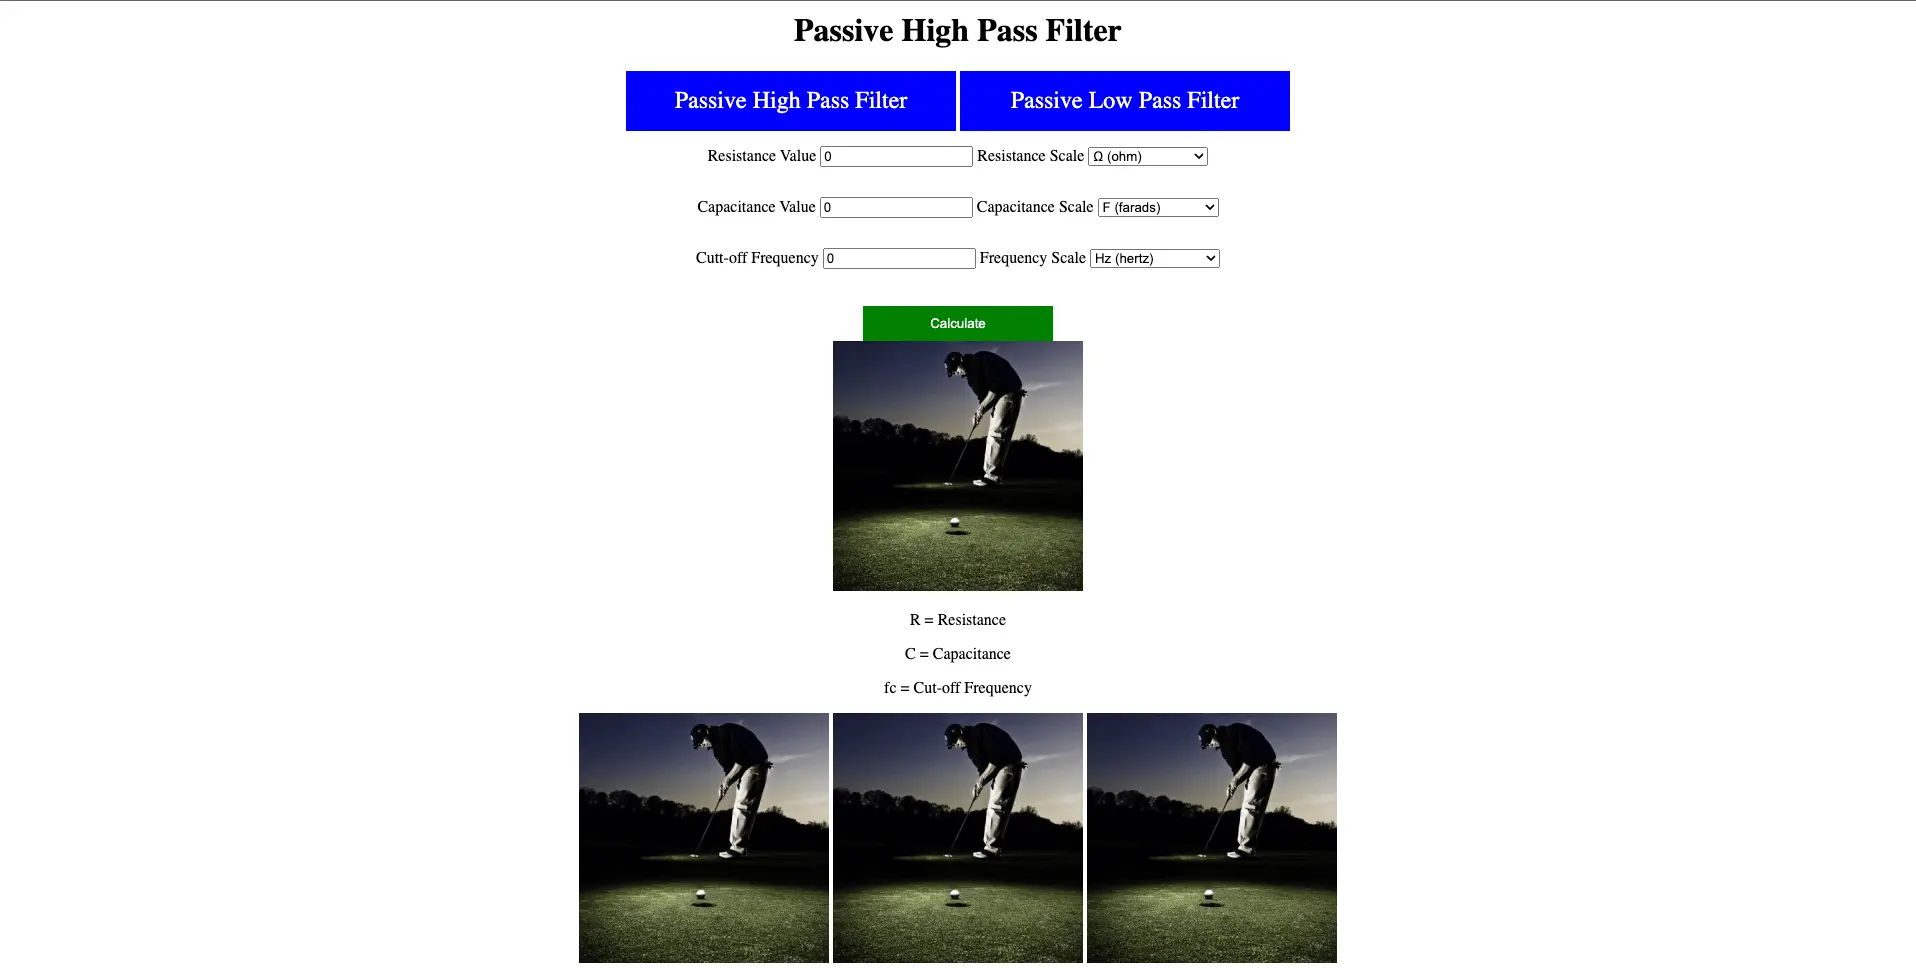 Passive High Pass Filter
Passive High Pass Filter Passive Low Pass Filter
Resistance Value 0 Resistance Scale Ω (ohm)
Capacitance Value 0 Capacitance Scale F (farads)
Cutt-off Frequency 0 Frequency Scale Hz (hertz)
Calculate
R = Resistance
C = Capacitance
fc = Cut-off Frequency